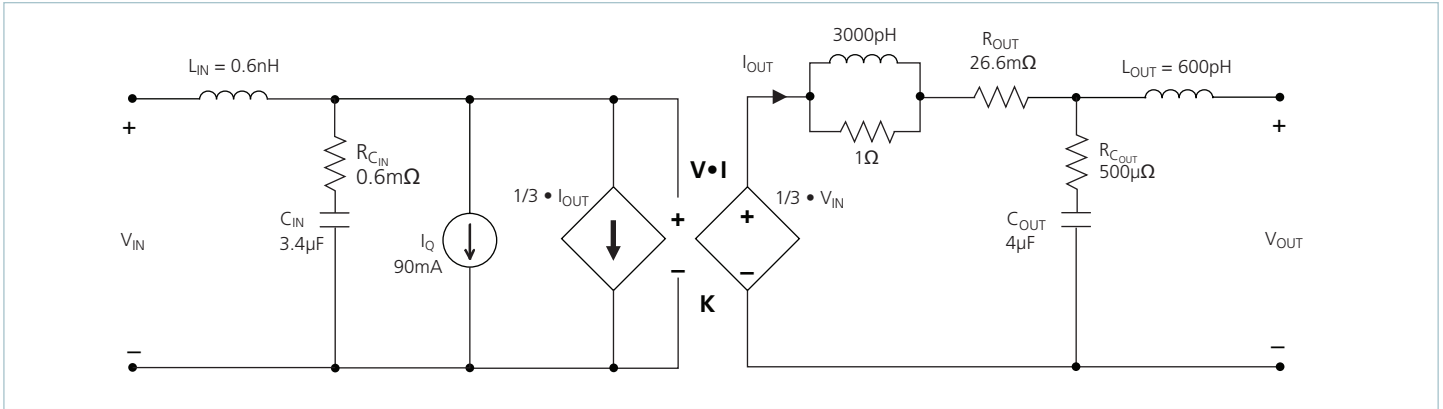 L_IN = 0.6nH
+
−
V_IN
R_C_IN
0.6mΩ
C_IN
3.4µF
I_Q
90mA
1/3 • I_OUT
V•I
+
−
K
+
−
1/3 • V_IN
I_OUT
3000pH
1Ω
R_OUT
26.6mΩ
L_OUT = 600pH
R_C_OUT
500µΩ
C_OUT
4µF
+
−
V_OUT